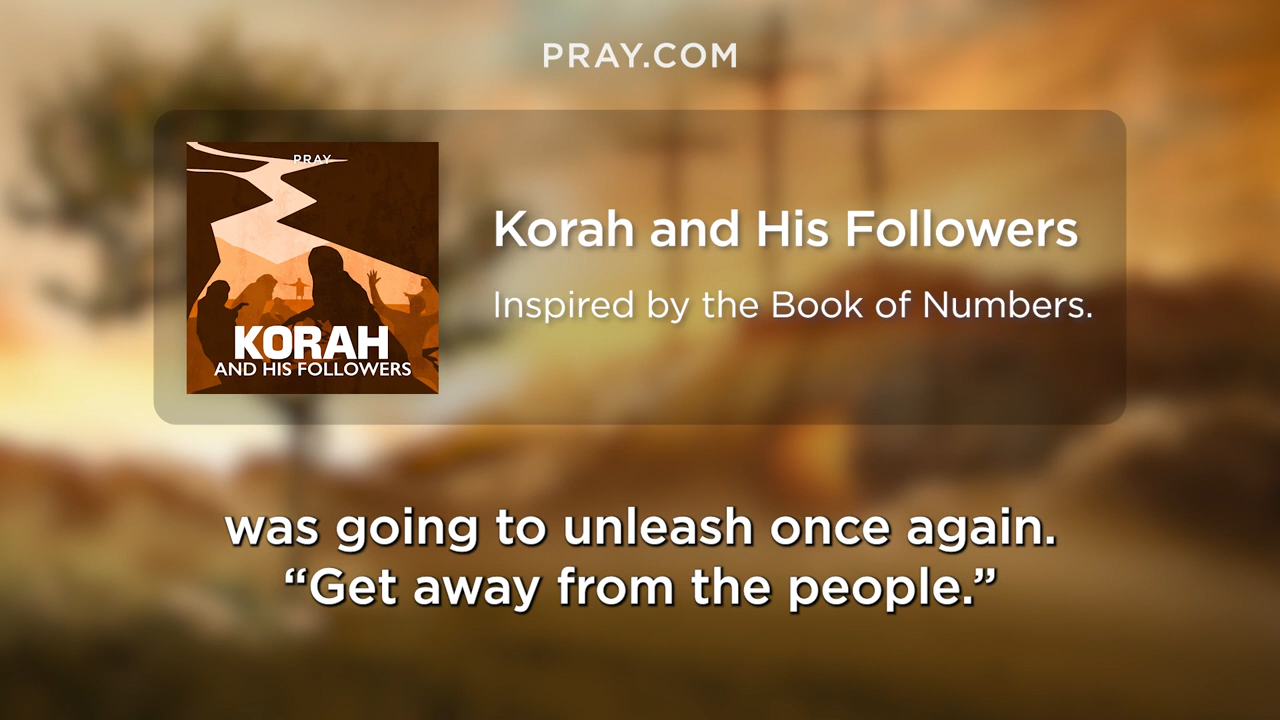 PRAY.COM
PRAY
KORAH
AND HIS FOLLOWERS
Korah and His Followers
Inspired by the Book of Numbers.
was going to unleash once again.
“Get away from the people.”